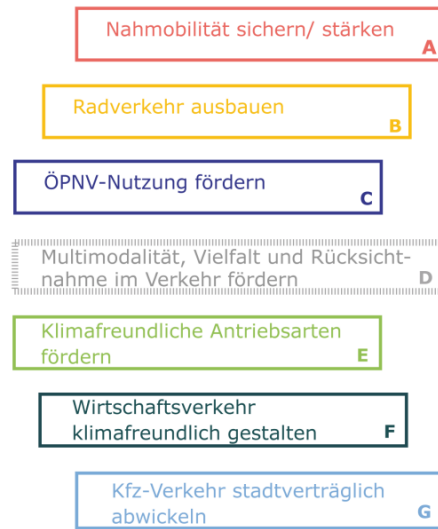 Nahmobilität sichern/ stärken
A
Radverkehr ausbauen
B
ÖPNV-Nutzung fördern
C
Multimodalität, Vielfalt und Rücksicht-
nahme im Verkehr fördern
D
Klimafreundliche Antriebsarten
fördern
E
Wirtschaftsverkehr
klimafreundlich gestalten
F
Kfz-Verkehr stadtverträglich
abwickeln
G